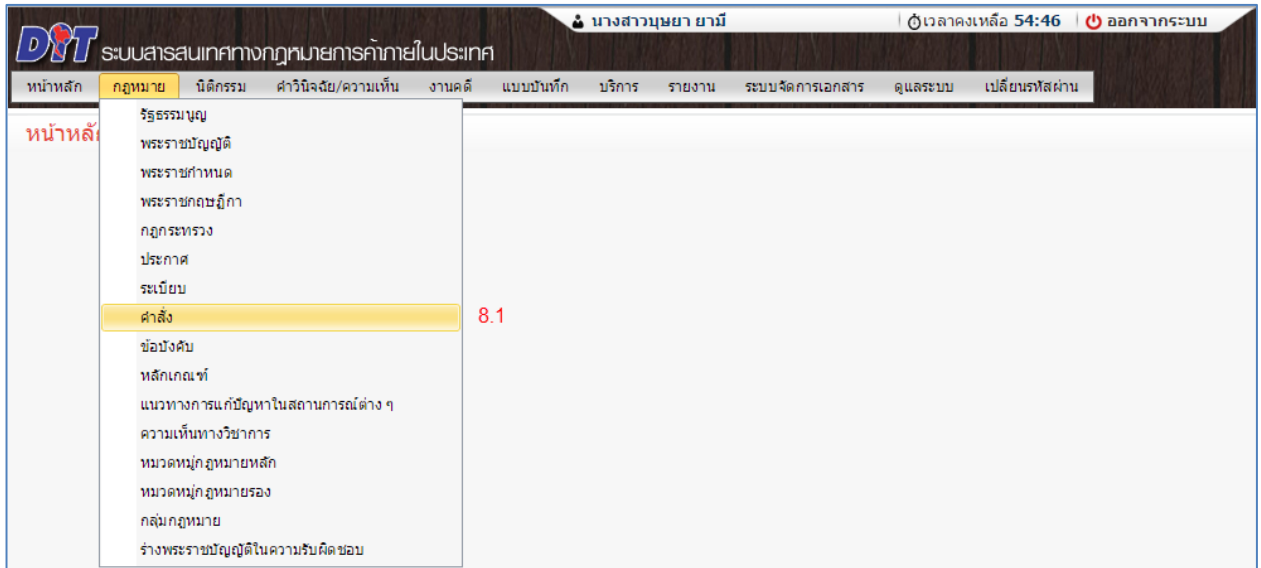 นางสาวบุษยา ยามี เวลาคงเหลือ 54:46 ออกจากระบบ
DIT ระบบสารสนเทศทางกฎหมายการค้าภายในประเทศ
หน้าหลัก กฎหมาย นิติกรรม คำวินิจฉัย/ความเห็น งานคดี แบบบันทึก บริการ รายงาน ระบบจัดการเอกสาร ดูแลระบบ เปลี่ยนรหัสผ่าน
หน้าหลัก
รัฐธรรมนูญ
พระราชบัญญัติ
พระราชกำหนด
พระราชกฤษฎีกา
กฎกระทรวง
ประกาศ
ระเบียบ
คำสั่ง 8.1
ข้อบังคับ
หลักเกณฑ์
แนวทางการแก้ปัญหาในสถานการณ์ต่าง ๆ
ความเห็นทางวิชาการ
หมวดหมู่กฎหมายหลัก
หมวดหมู่กฎหมายรอง
กลุ่มกฎหมาย
ร่างพระราชบัญญัติในความรับผิดชอบ